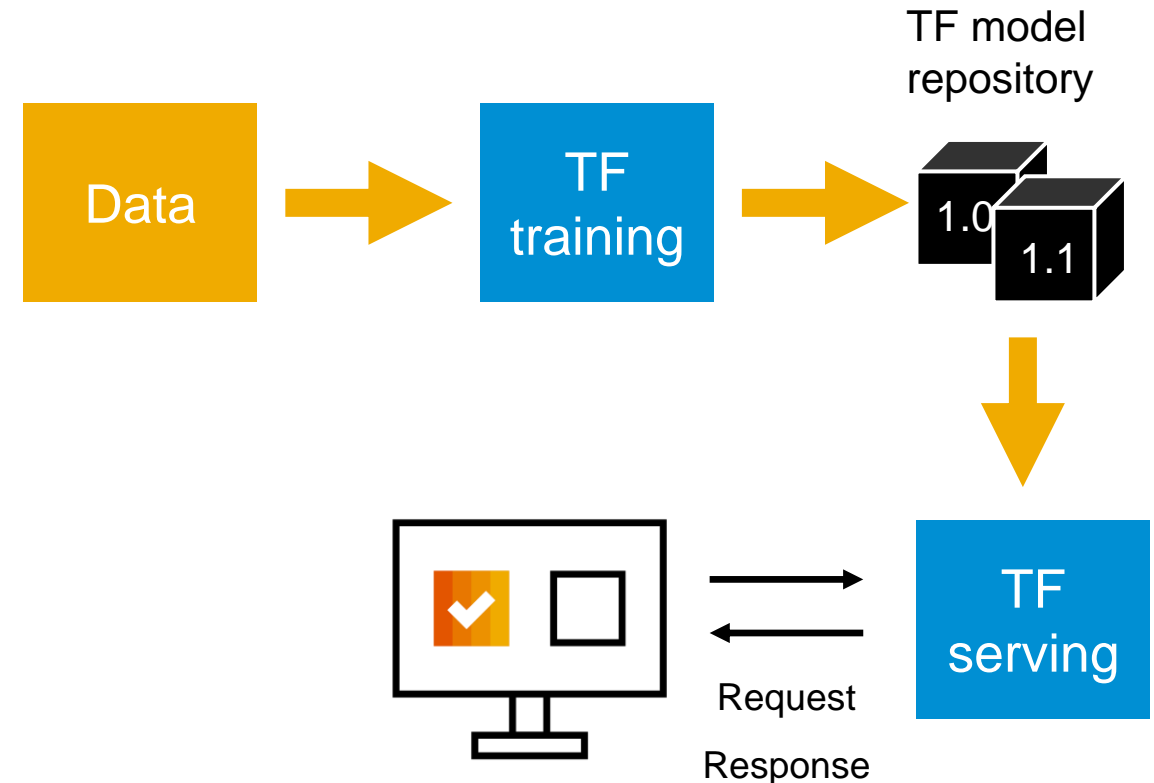 TF model
repository
Data
TF
training
1.0
1.1
TF
serving
Request
Response